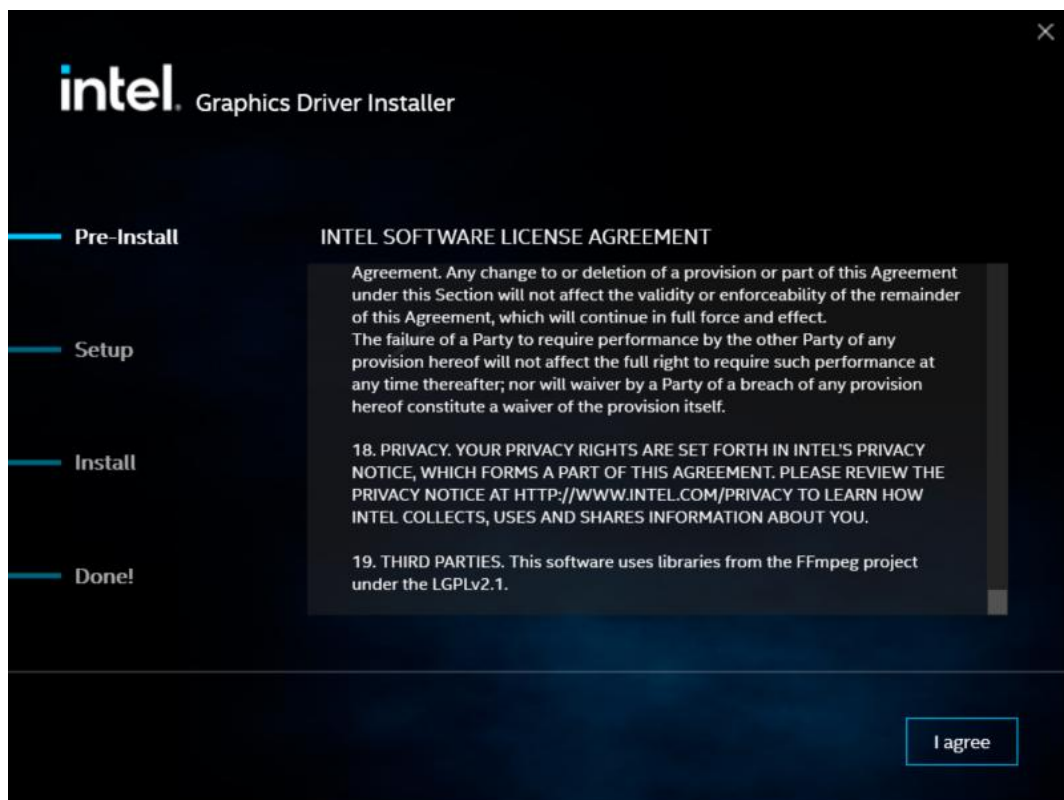 intel. Graphics Driver Installer
Pre-Install
Setup
Install
Done!
INTEL SOFTWARE LICENSE AGREEMENT
Agreement. Any change to or deletion of a provision or part of this Agreement
under this Section will not affect the validity or enforceability of the remainder
of this Agreement, which will continue in full force and effect.
The failure of a Party to require performance by the other Party of any
provision hereof will not affect the full right to require such performance at
any time thereafter; nor will waiver by a Party of a breach of any provision
hereof constitute a waiver of the provision itself.
18. PRIVACY. YOUR PRIVACY RIGHTS ARE SET FORTH IN INTEL'S PRIVACY
NOTICE, WHICH FORMS A PART OF THIS AGREEMENT. PLEASE REVIEW THE
PRIVACY NOTICE AT HTTP://WWW.INTEL.COM/PRIVACY TO LEARN HOW
INTEL COLLECTS, USES AND SHARES INFORMATION ABOUT YOU.
19. THIRD PARTIES. This software uses libraries from the FFmpeg project
under the LGPLv2.1.
I agree